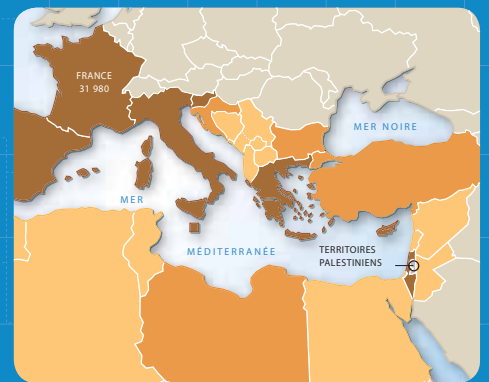 FRANCE
31 980
MER NOIRE
MER
MÉDITERRANÉE
TERRITOIRES
PALESTINIENS